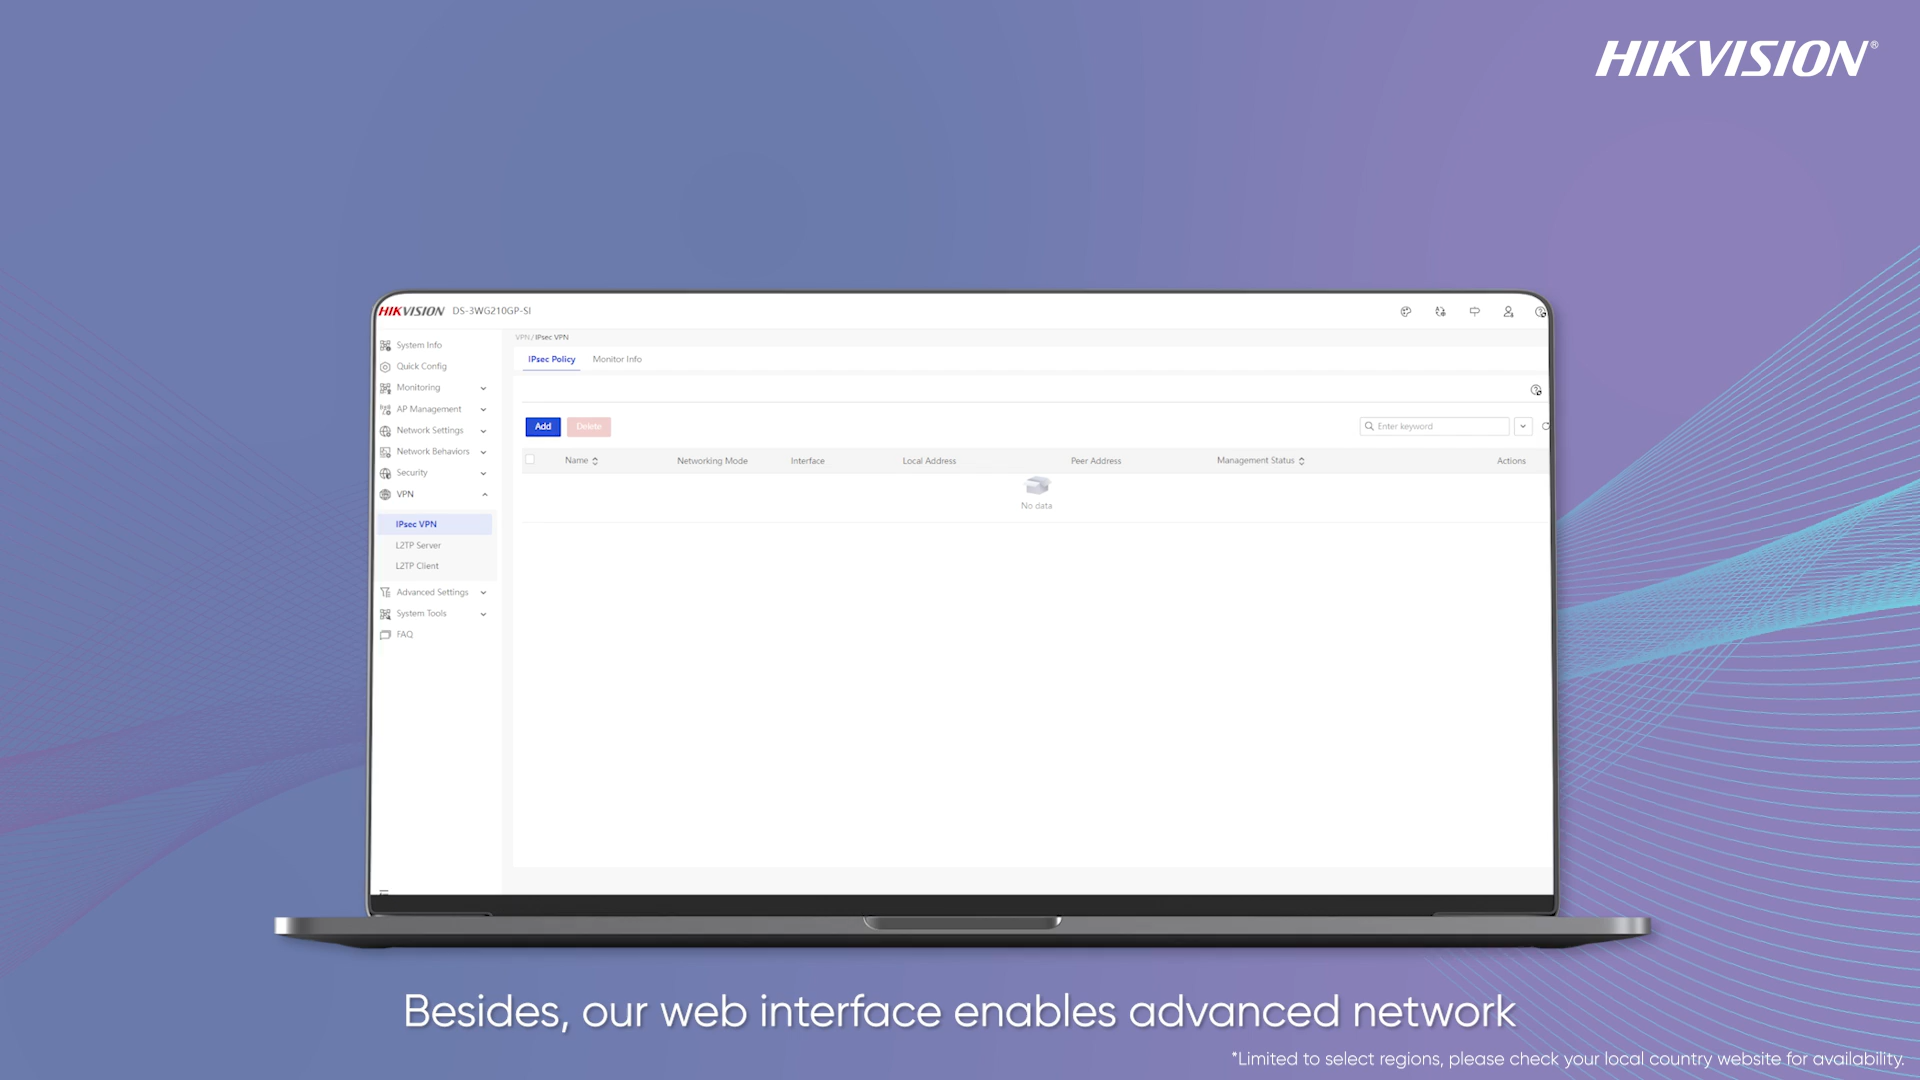 HIKVISION®
HIKVISION DS-3WG210GP-SI
VPN / IPsec VPN
IPsec Policy Monitor Info
System Info
Quick Config
Monitoring
AP Management
Network Settings
Network Behaviors
Security
VPN
IPsec VPN
L2TP Server
L2TP Client
Advanced Settings
System Tools
FAQ
Add Delete Enter keyword
Name Networking Mode Interface Local Address Peer Address Management Status Actions
No data
Besides, our web interface enables advanced network
*Limited to select regions, please check your local country website for availability.